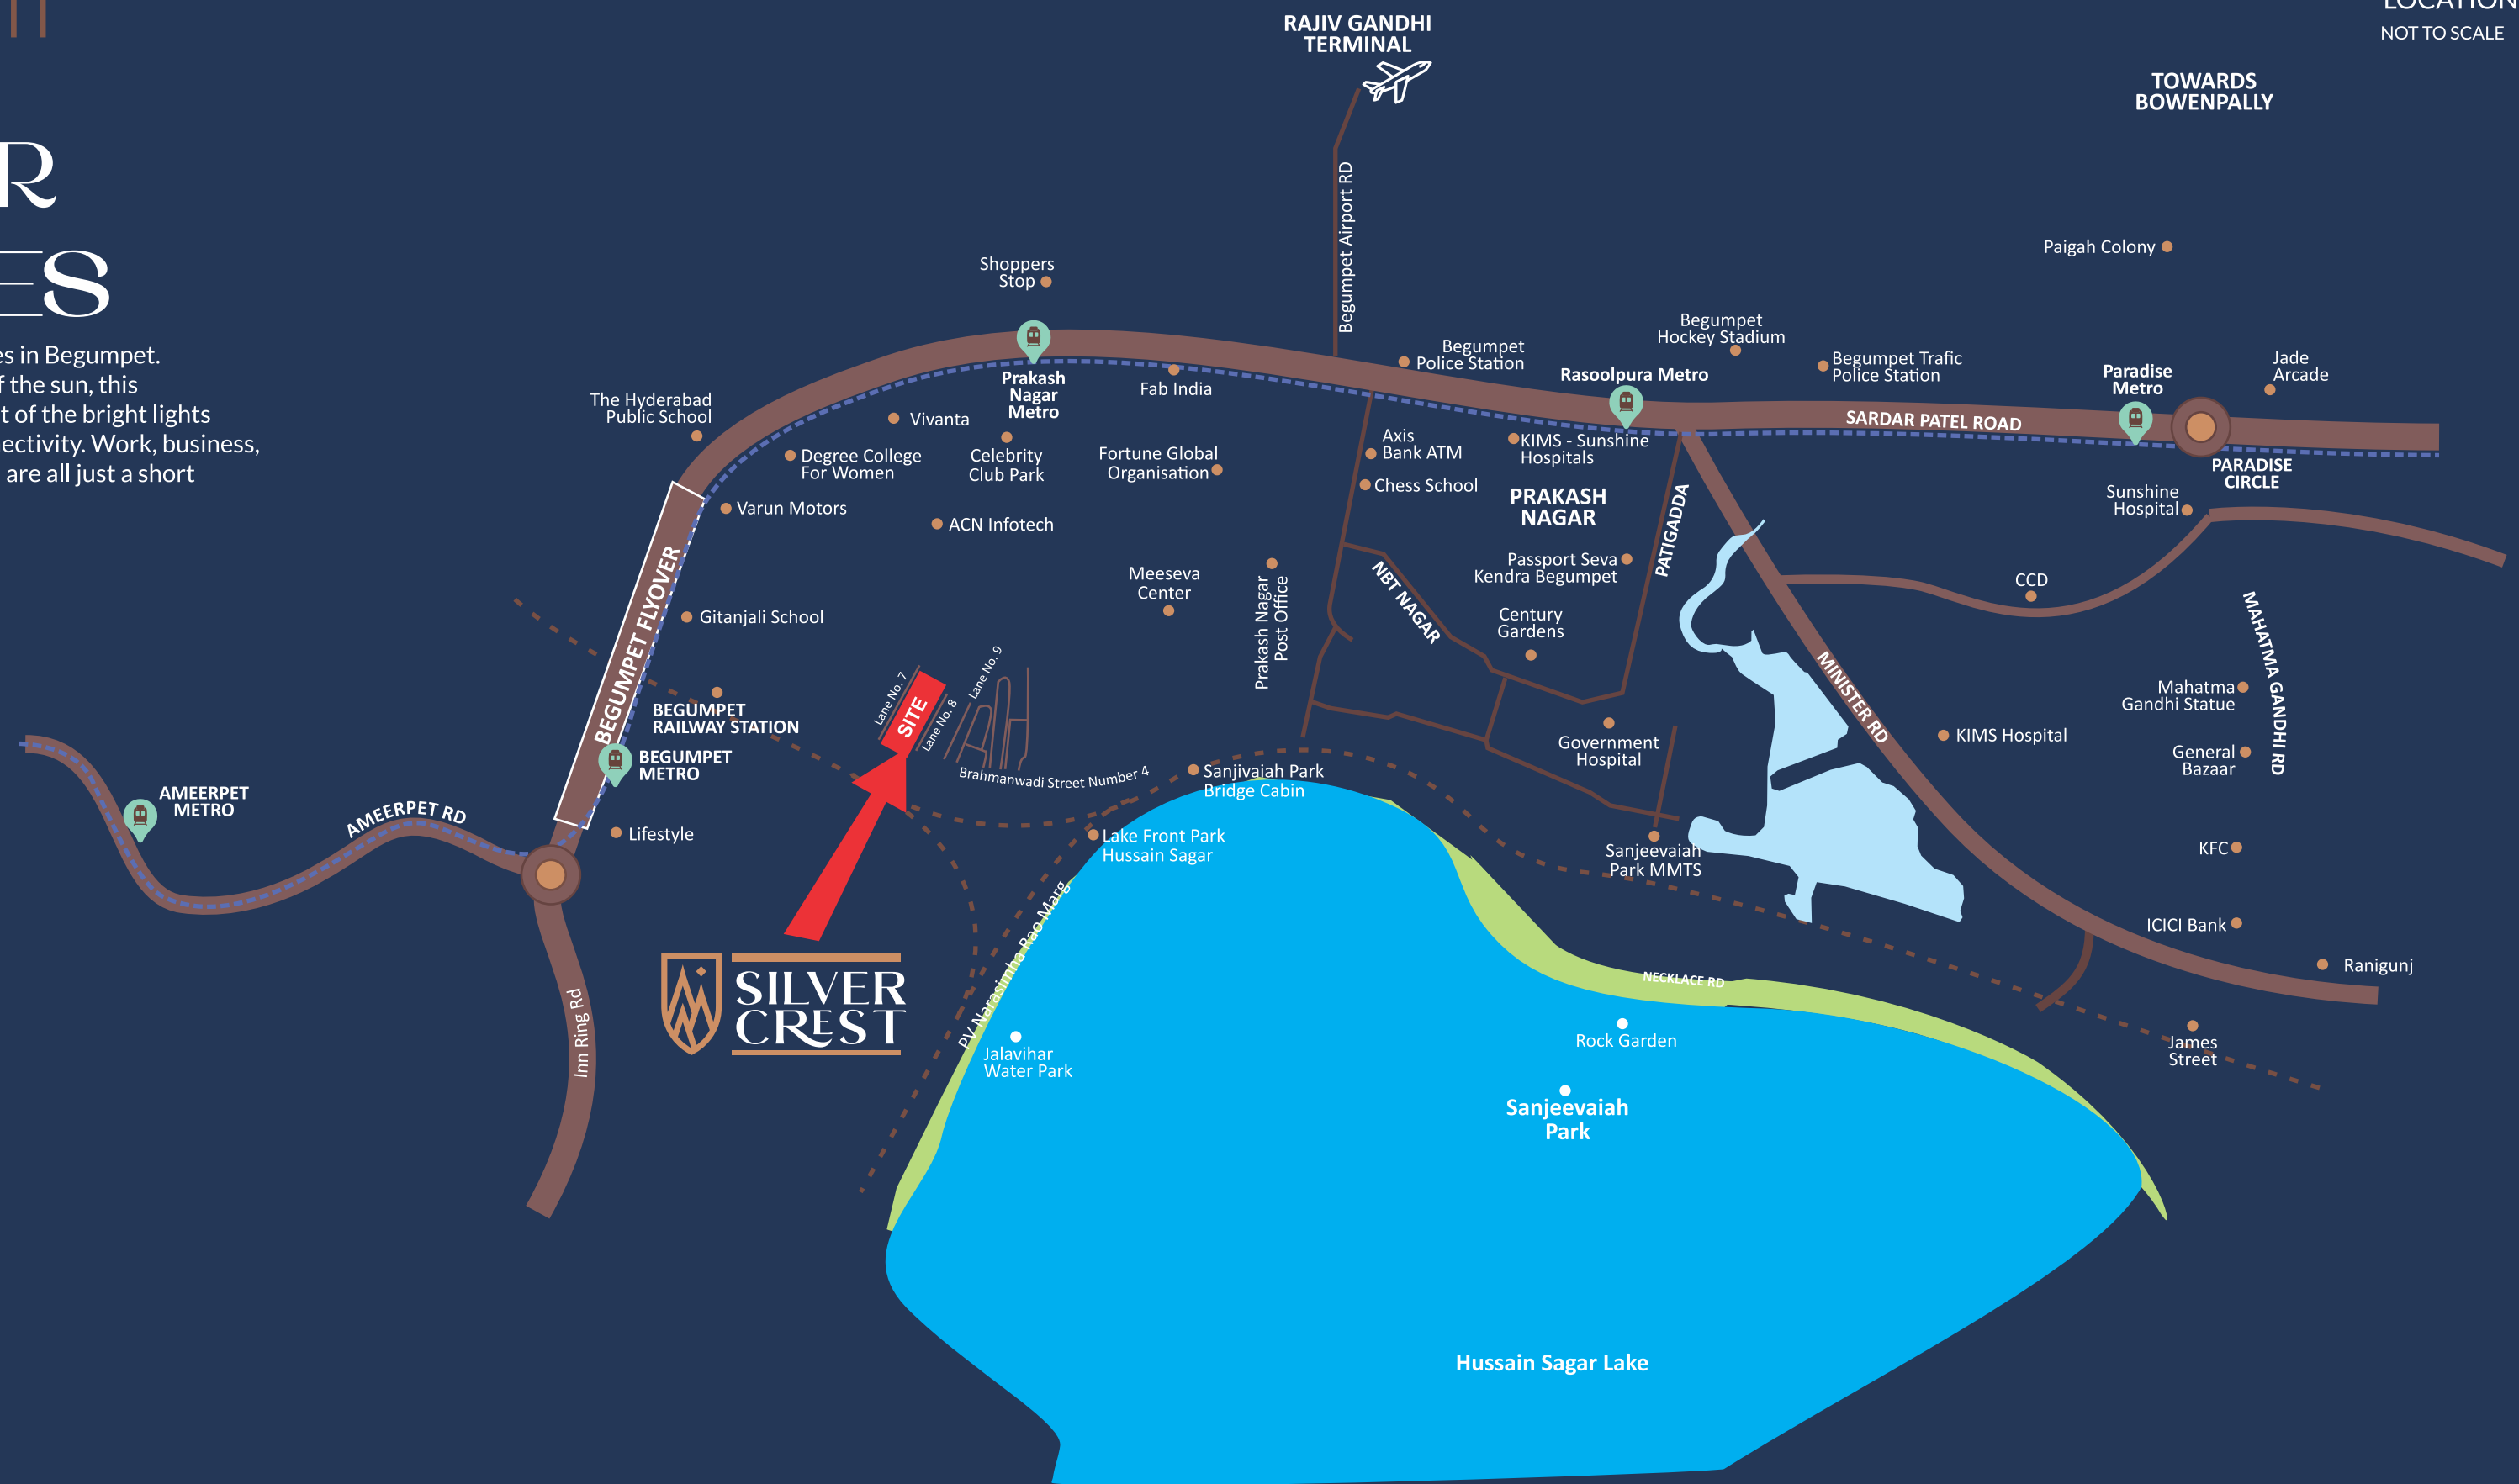 LOCATION
NOT TO SCALE
RAJIV GANDHI
TERMINAL
TOWARDS
BOWENPALLY
R
ES
es in Begumpet.
f the sun, this
t of the bright lights
nectivity. Work, business,
are all just a short
Begumpet Airport RD
Paigah Colony
Shoppers
Stop
Begumpet
Hockey Stadium
Begumpet
Police Station
Begumpet Trafic
Police Station
Jade
Arcade
Rasoolpura Metro
Paradise
Metro
Prakash
Nagar
Metro
Fab India
The Hyderabad
Public School
Vivanta
SARDAR PATEL ROAD
PARADISE
CIRCLE
Degree College
For Women
Celebrity
Club Park
Fortune Global
Organisation
Axis
Bank ATM
KIMS - Sunshine
Hospitals
Chess School
PRAKASH
NAGAR
PATIGADDA
Sunshine
Hospital
Varun Motors
ACN Infotech
BEGUMPET FLYOVER
Meeseva
Center
Prakash Nagar
Post Office
NBT NAGAR
Passport Seva
Kendra Begumpet
Century
Gardens
CCD
MAHATMA GANDHI RD
Gitanjali School
MINISTER RD
Lane No. 7
SITE
Lane No. 8
Lane No. 9
Mahatma
Gandhi Statue
BEGUMPET
RAILWAY STATION
BEGUMPET
METRO
Government
Hospital
KIMS Hospital
General
Bazaar
Brahmanwadi Street Number 4
Sanjivaiah Park
Bridge Cabin
AMEERPET
METRO
AMEERPET RD
Lifestyle
Lake Front Park
Hussain Sagar
Sanjeevaiah
Park MMTS
KFC
ICICI Bank
Ranigunj
PV Narasimha Rao Marg
NECKLACE RD
SILVER
CREST
Inn Ring Rd
Jalavihar
Water Park
Rock Garden
James
Street
Sanjeevaiah
Park
Hussain Sagar Lake